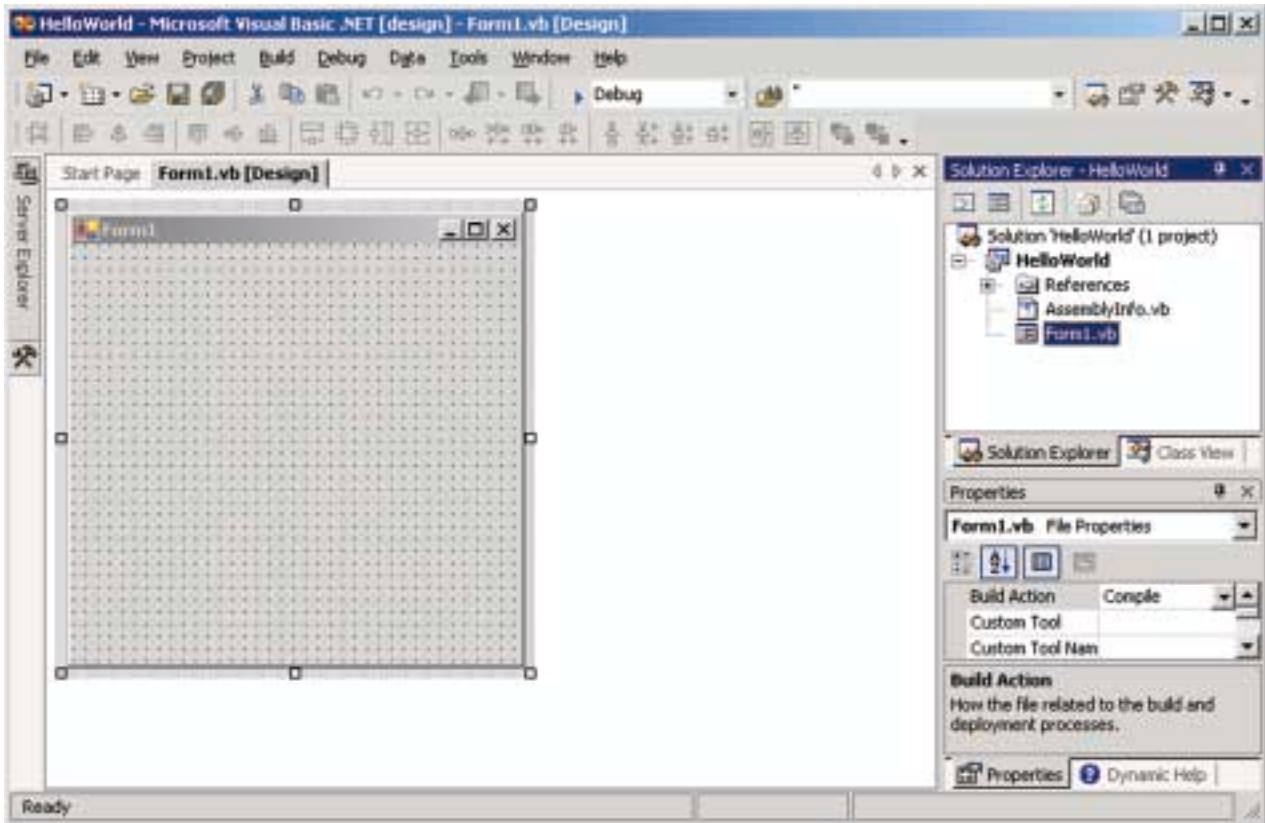 HelloWorld - Microsoft Visual Basic .NET [design] - Form1.vb [Design]
File Edit View Project Build Debug Data Tools Window Help
Debug
Start Page Form1.vb [Design]
Server Explorer
Form1
Solution Explorer - HelloWorld
Solution 'HelloWorld' (1 project)
HelloWorld
References
AssemblyInfo.vb
Form1.vb
Solution Explorer Class View
Properties
Form1.vb File Properties
Build Action Compile
Custom Tool
Custom Tool Nam
Build Action
How the file related to the build and
deployment processes.
Properties Dynamic Help
Ready